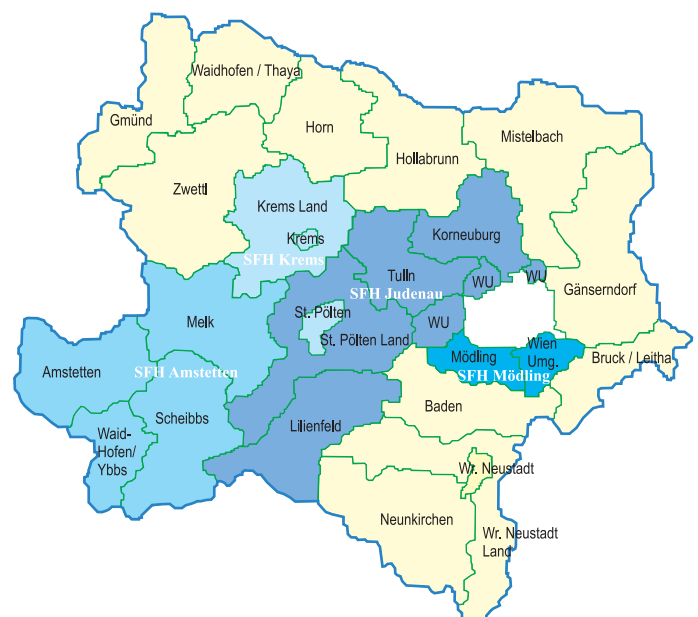 Waidhofen / Thaya
Gmünd
Horn
Mistelbach
Hollabrunn
Zwettl
Krems Land
Krems
SFH Krems
Korneuburg
Tulln
WU
WU
SFH Judenau
Gänserndorf
St. Pölten
WU
Melk
St. Pölten Land
Wien
Umg.
Mödling
SFH Mödling
Bruck / Leitha
Amstetten
SFH Amstetten
Baden
Scheibbs
Lilienfeld
Waid-
Hofen/
Ybbs
Wr. Neustadt
Neunkirchen
Wr. Neustadt
Land